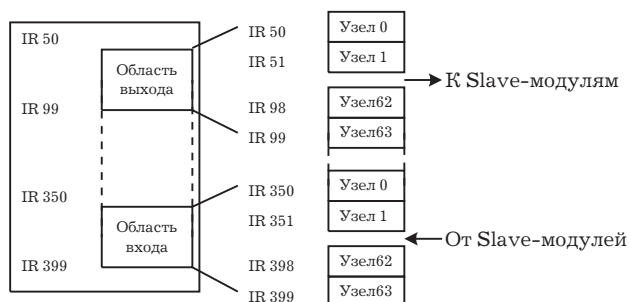 IR 50
IR 99
IR 350
IR 399
Область
выхода
Область
входа
IR 50
IR 51
IR 98
IR 99
IR 350
IR 351
IR 398
IR 399
Узел 0
Узел 1
Узел62
Узел63
Узел 0
Узел 1
Узел62
Узел63
К Slave-модулям
От Slave-модулей